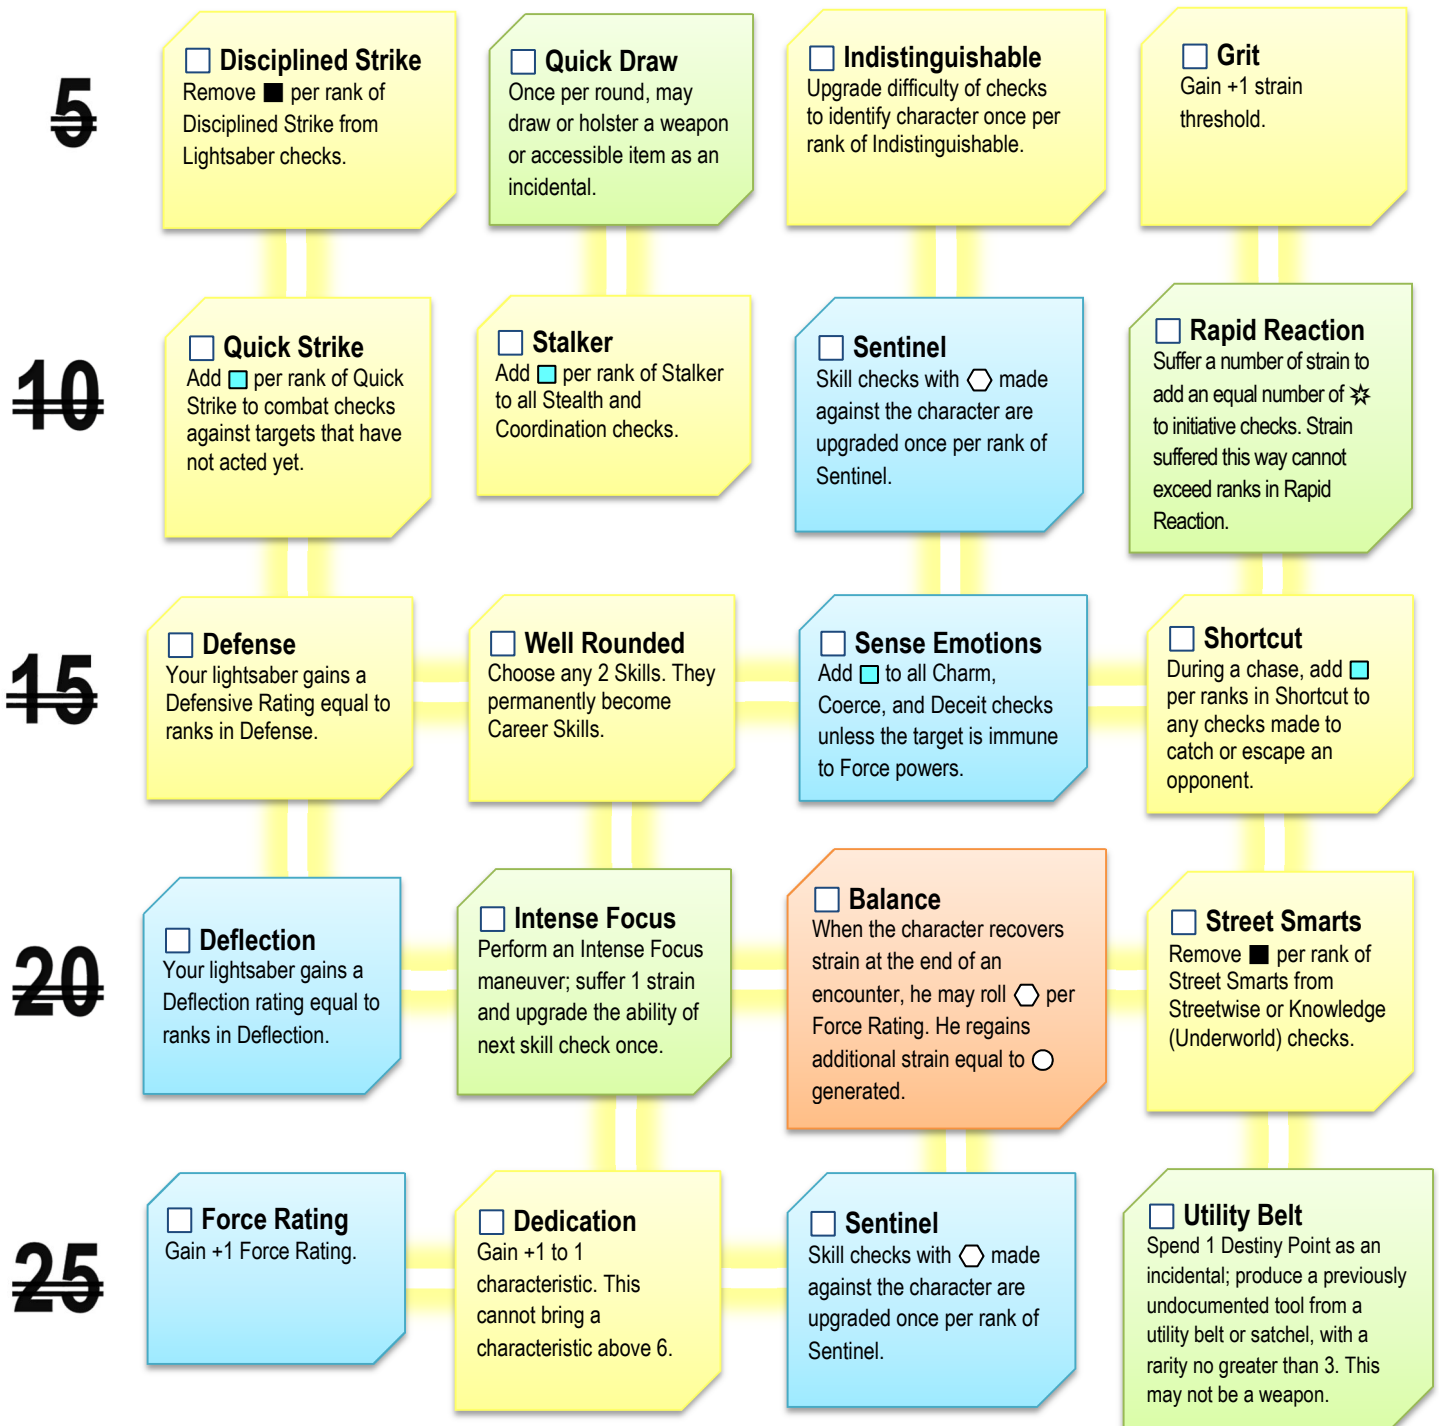 5
Disciplined Strike
Remove per rank of
Disciplined Strike from
Lightsaber checks.
Quick Draw
Once per round, may
draw or holster a weapon
or accessible item as an
incidental.
Indistinguishable
Upgrade difficulty of checks
to identify character once per
rank of Indistinguishable.
Grit
Gain +1 strain
threshold.
10
Quick Strike
Add per rank of Quick
Strike to combat checks
against targets that have
not acted yet.
Stalker
Add per rank of Stalker
to all Stealth and
Coordination checks.
Sentinel
Skill checks with made
against the character are
upgraded once per rank of
Sentinel.
Rapid Reaction
Suffer a number of strain to
add an equal number of
to initiative checks. Strain
suffered this way cannot
exceed ranks in Rapid
Reaction.
15
Defense
Your lightsaber gains a
Defensive Rating equal to
ranks in Defense.
Well Rounded
Choose any 2 Skills. They
permanently become
Career Skills.
Sense Emotions
Add to all Charm,
Coerce, and Deceit checks
unless the target is immune
to Force powers.
Shortcut
During a chase, add
per ranks in Shortcut to
any checks made to
catch or escape an
opponent.
20
Deflection
Your lightsaber gains a
Deflection rating equal to
ranks in Deflection.
Intense Focus
Perform an Intense Focus
maneuver; suffer 1 strain
and upgrade the ability of
next skill check once.
Balance
When the character recovers
strain at the end of an
encounter, he may roll per
Force Rating. He regains
additional strain equal to
generated.
Street Smarts
Remove per rank of
Street Smarts from
Streetwise or Knowledge
(Underworld) checks.
25
Force Rating
Gain +1 Force Rating.
Dedication
Gain +1 to 1
characteristic. This
cannot bring a
characteristic above 6.
Sentinel
Skill checks with made
against the character are
upgraded once per rank of
Sentinel.
Utility Belt
Spend 1 Destiny Point as an
incidental; produce a previously
undocumented tool from a
utility belt or satchel, with a
rarity no greater than 3. This
may not be a weapon.